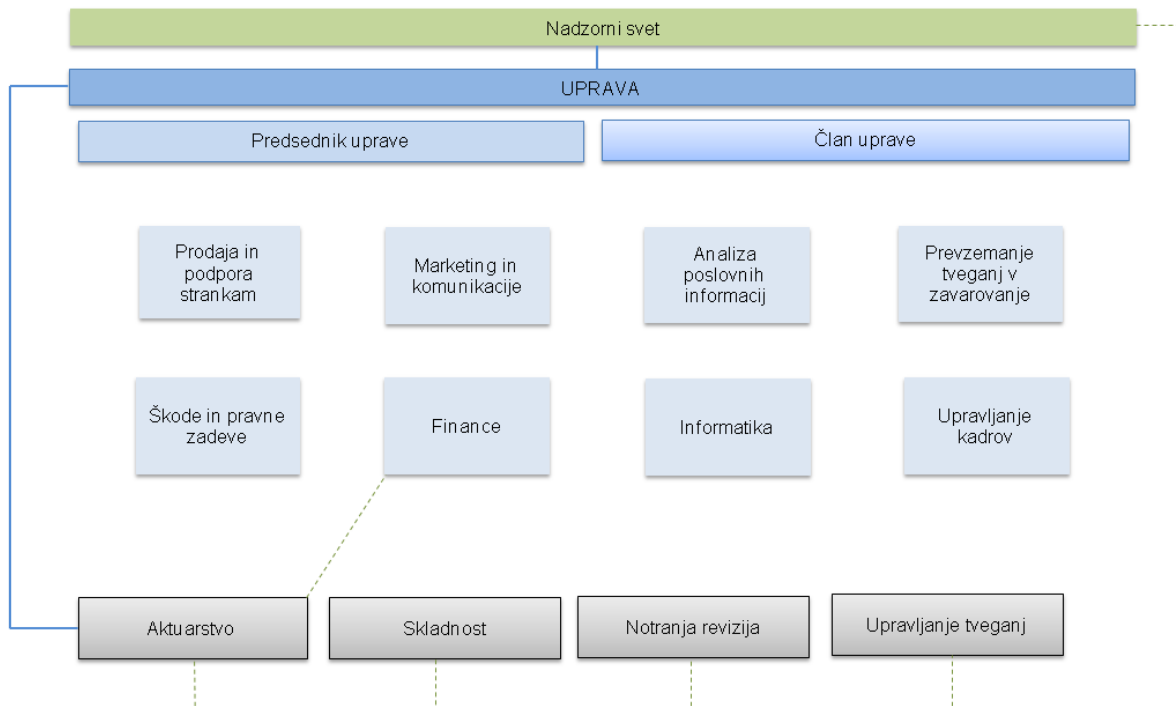 Nadzorni svet
UPRAVA
Predsednik uprave
Član uprave
Prodaja in
podpora
strankam
Marketing in
komunikacije
Analiza
poslovnih
informacij
Prevzemanje
tveganj v
zavarovanje
Škode in pravne
zadeve
Finance
Informatika
Upravljanje
kadrov
Aktuarstvo
Skladnost
Notranja revizija
Upravljanje tveganj